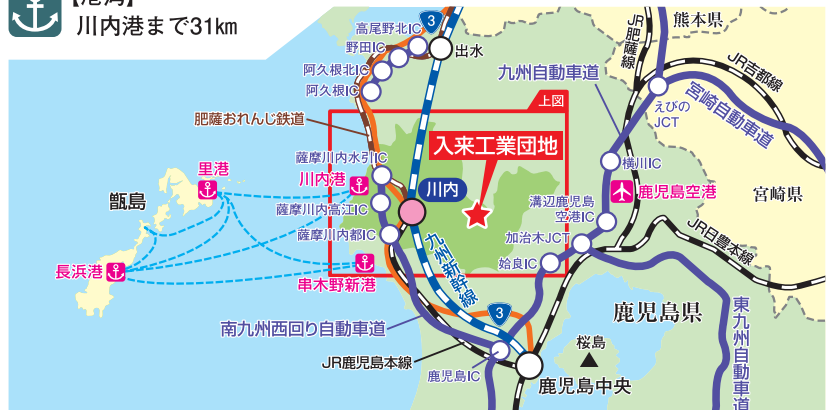 【港湾】
川内港まで31km
高尾野北IC
3
野田IC
出水
阿久根北IC
阿久根IC
JR肥薩線
熊本県
九州自動車道
JR吉都線
宮崎自動車道
えびの
JCT
上図
肥薩おれんじ鉄道
入来工業団地
薩摩川内水引IC
横川IC
里港
川内港
川内
鹿児島空港
宮崎県
甑島
薩摩川内高江IC
溝辺鹿児島
空港IC
薩摩川内都IC
加治木JCT
JR日豊本線
九州新幹線
姶良IC
長浜港
串木野新港
3
鹿児島県
東九州自動車道
南九州西回り自動車道
桜島
JR鹿児島本線
鹿児島IC
鹿児島中央